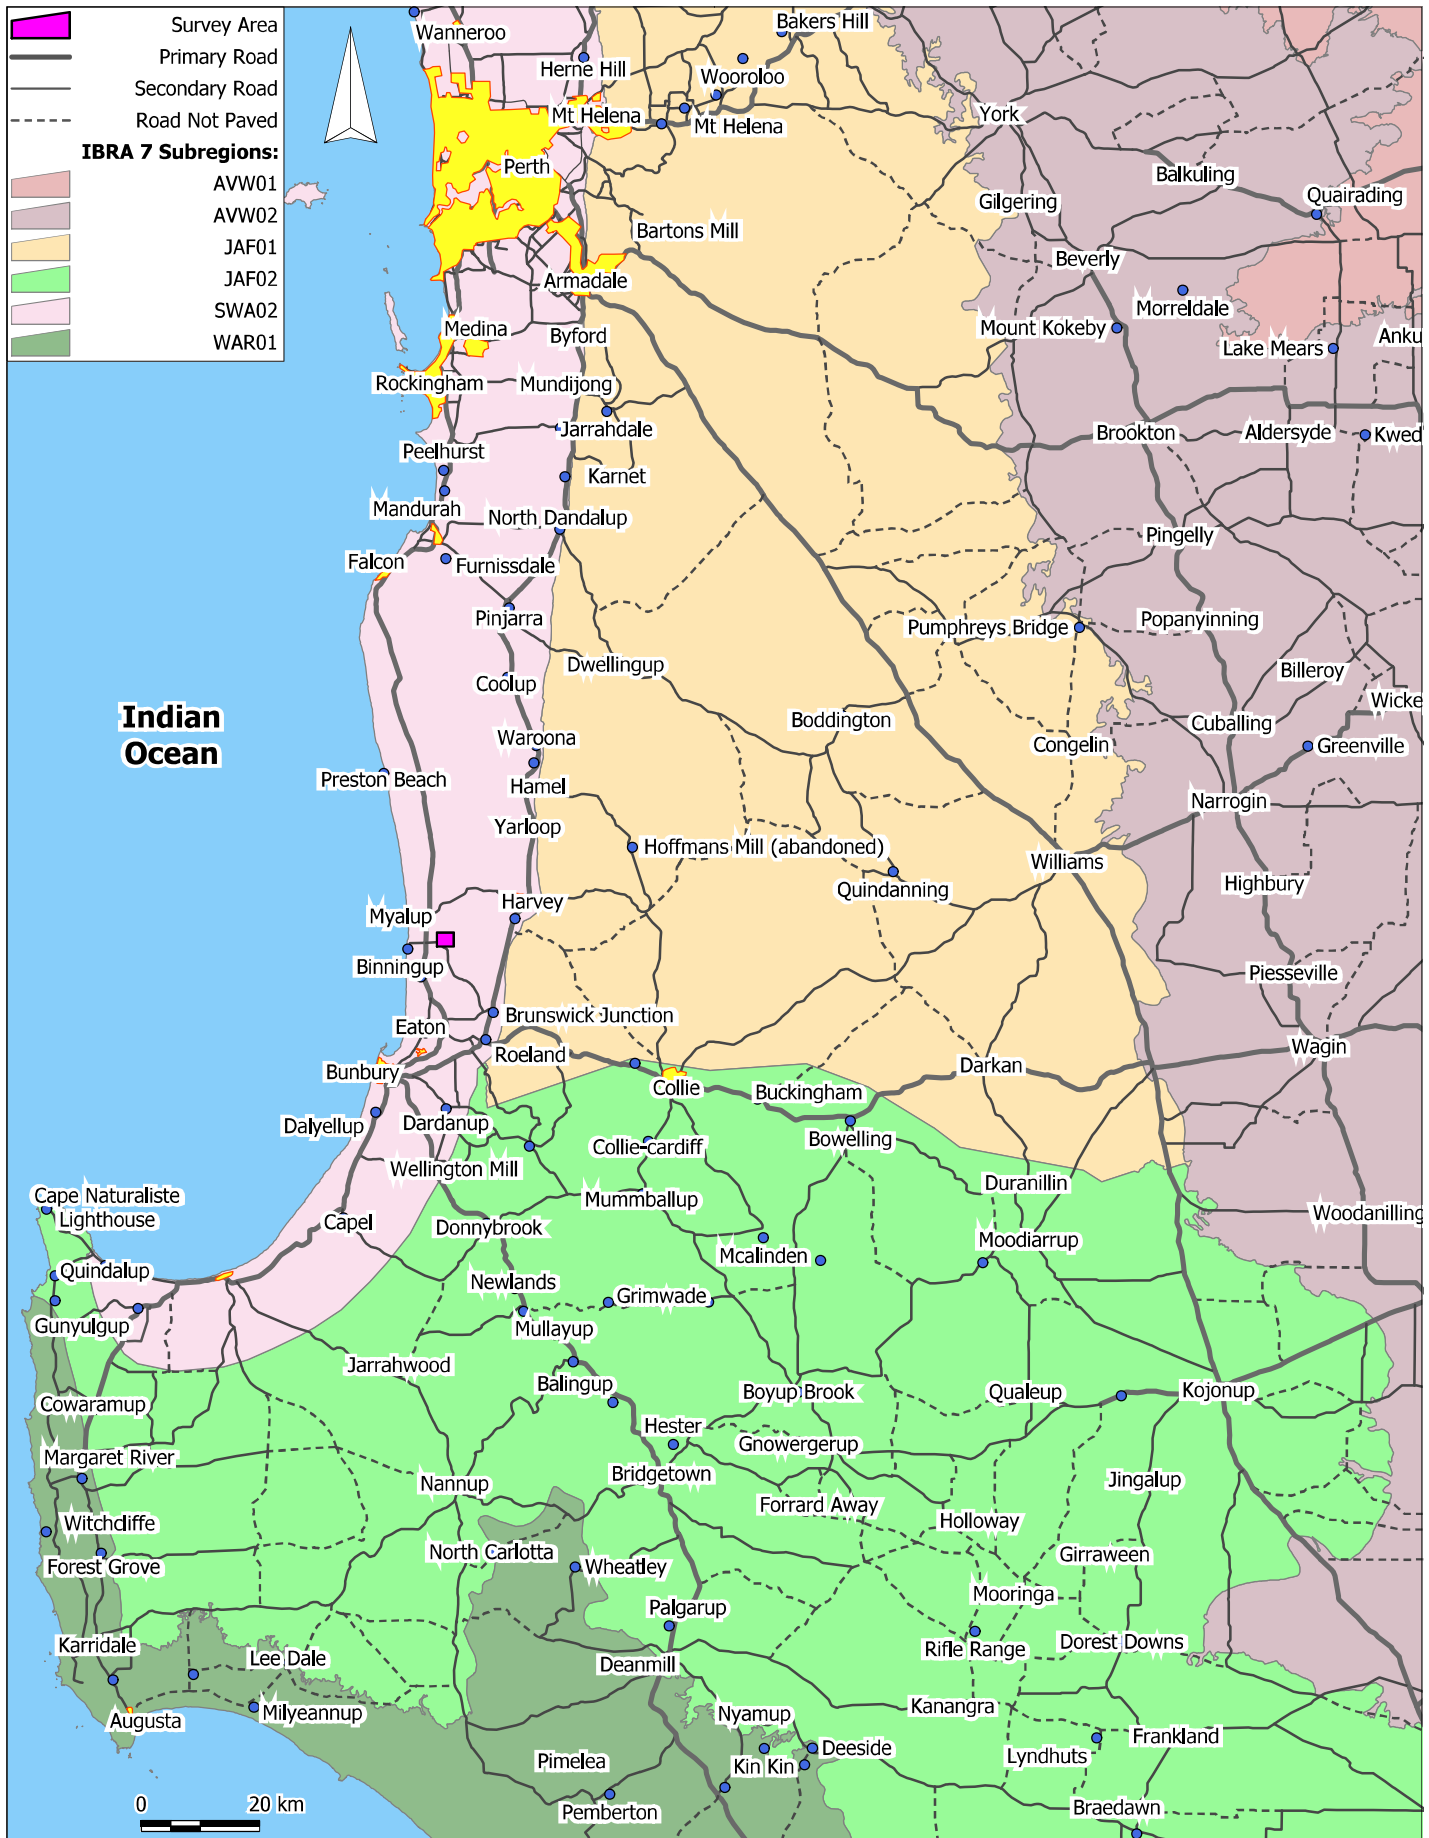 Survey Area
Primary Road
Secondary Road
Road Not Paved
IBRA 7 Subregions:
AVW01
AVW02
JAF01
JAF02
SWA02
WAR01
Wanneroo
Bakers Hill
Herne Hill
Wooroloo
Mt Helena
Mt Helena
York
Perth
Balkuling
Quairading
Gilgering
Bartons Mill
Beverly
Armadale
Morreldale
Medina
Byford
Mount Kokeby
Lake Mears
Anku
Rockingham
Mundijong
Jarrahdale
Brookton
Aldersyde
Kwed
Peelhurst
Karnet
Mandurah
North Dandalup
Pingelly
Falcon
Furnissdale
Pinjarra
Pumphreys Bridge
Popanyinning
Dwellingup
Billeroy
Coolup
Wicke
Indian
Ocean
Boddington
Cuballing
Waroona
Congelin
Greenville
Preston Beach
Hamel
Narrogin
Yarloop
Hoffmans Mill (abandoned)
Williams
Quindanning
Highbury
Harvey
Myalup
Binningup
Piesseville
Brunswick Junction
Eaton
Roeland
Wagin
Bunbury
Darkan
Collie
Buckingham
Dalyellup
Dardanup
Bowelling
Collie-cardiff
Wellington Mill
Duranillin
Cape Naturaliste
Lighthouse
Mummballup
Woodanilling
Capel
Donnybrook
Moodiarrup
Mcalinden
Quindalup
Newlands
Grimwade
Gunyulgup
Mullayup
Jarrahwood
Balingup
Boyup Brook
Qualeup
Kojonup
Cowaramup
Hester
Gnowergerup
Margaret River
Bridgetown
Nannup
Jingalup
Forrard Away
Witchcliffe
Holloway
North Carlotta
Girraween
Forest Grove
Wheatley
Mooringa
Palgarup
Karridale
Rifle Range
Dorest Downs
Lee Dale
Deanmill
Kanangra
Augusta
Milyeannup
Nyamup
Frankland
Deeside
Lyndhuts
Pimelea
Kin Kin
0
20 km
Pemberton
Braedawn